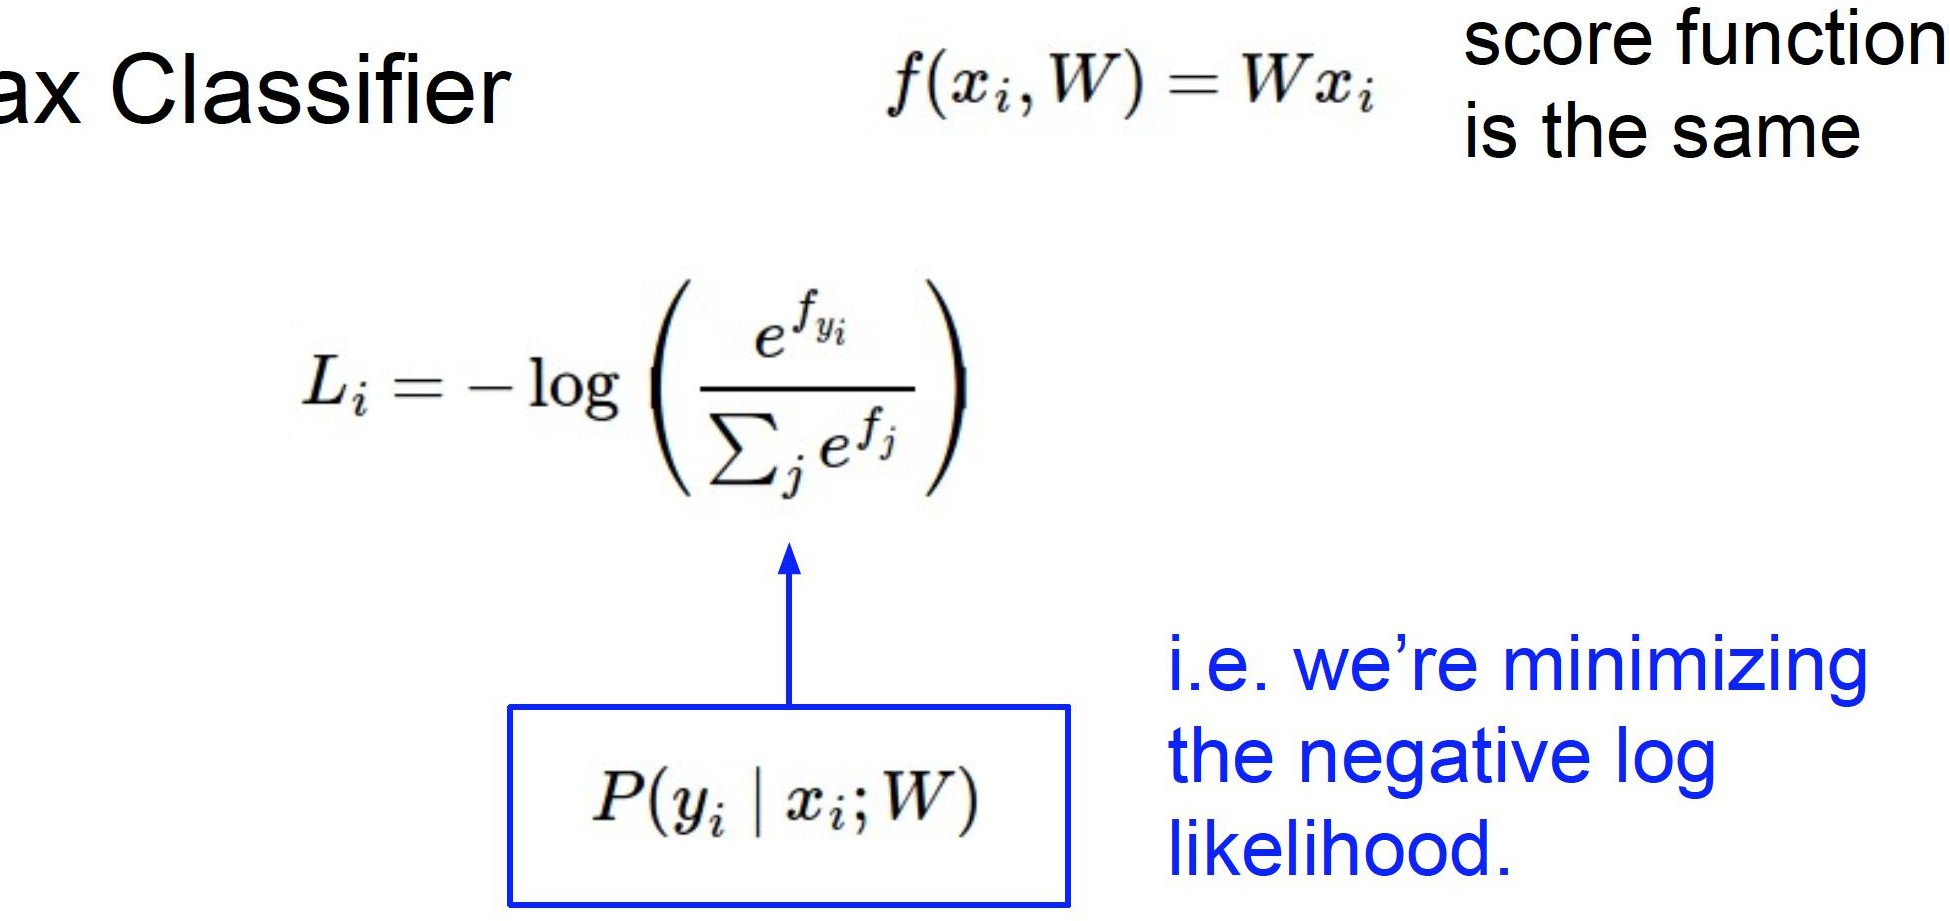 ax Classifier
f(x_i, W) = Wx_i
score function
is the same
L_i = − log ( e^{f_{y_i}} / ∑_j e^{f_j} )
P(y_i | x_i; W)
i.e. we’re minimizing
the negative log
likelihood.